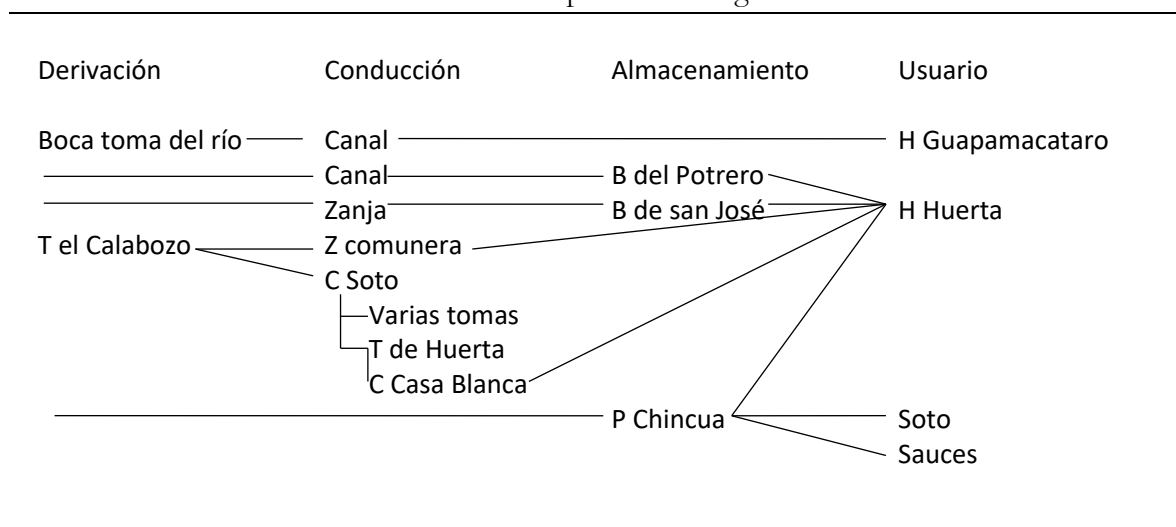 Derivación Conducción Almacenamiento Usuario
Boca toma del río Canal H Guapamacataro
Canal B del Potrero
Zanja B de san José H Huerta
T el Calabozo Z comunera
C Soto
Varias tomas
T de Huerta
C Casa Blanca
P Chincua Soto
Sauces